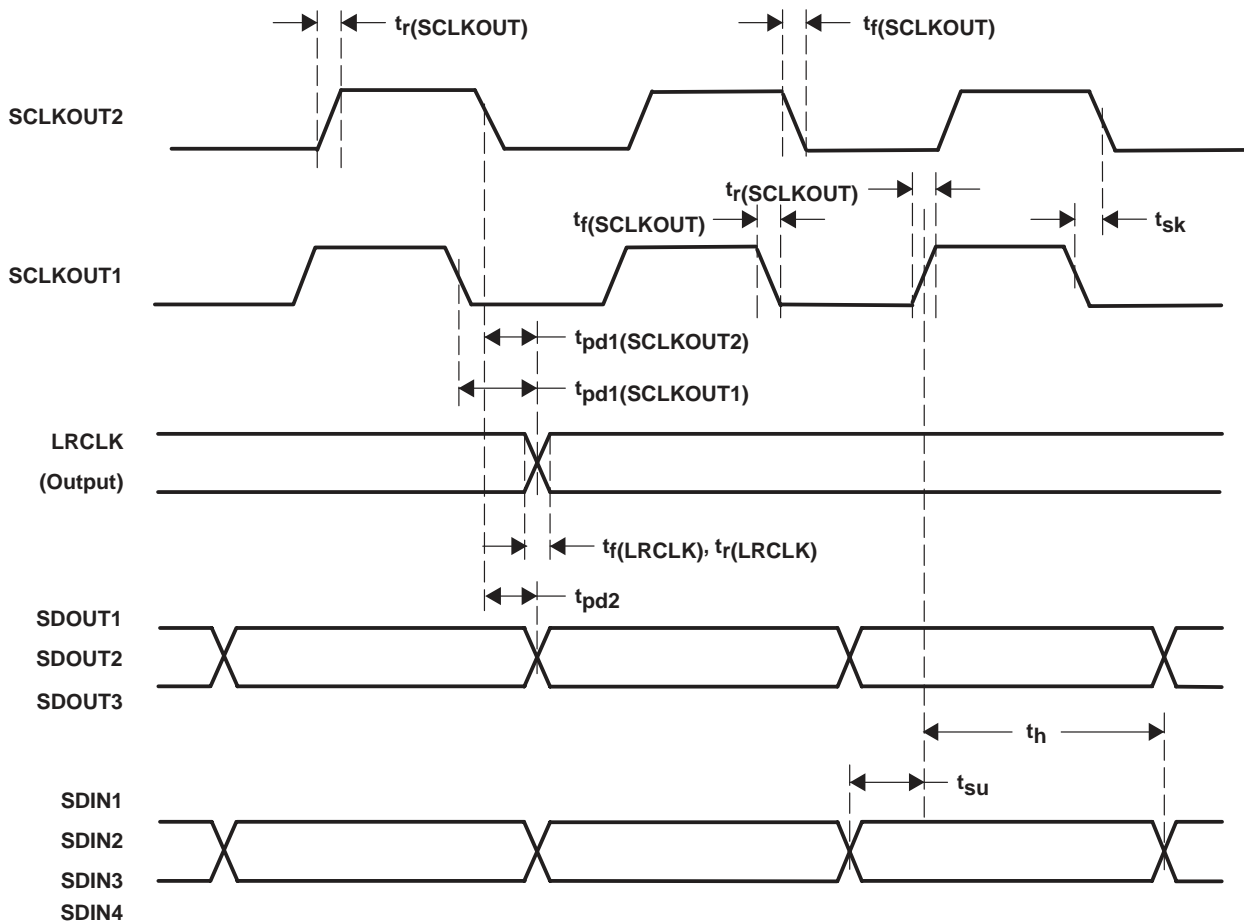 tr(SCLKOUT)
tf(SCLKOUT)
SCLKOUT2
tr(SCLKOUT)
tf(SCLKOUT)
tsk
SCLKOUT1
tpd1(SCLKOUT2)
tpd1(SCLKOUT1)
LRCLK
(Output)
tf(LRCLK), tr(LRCLK)
tpd2
SDOUT1
SDOUT2
SDOUT3
th
tsu
SDIN1
SDIN2
SDIN3
SDIN4